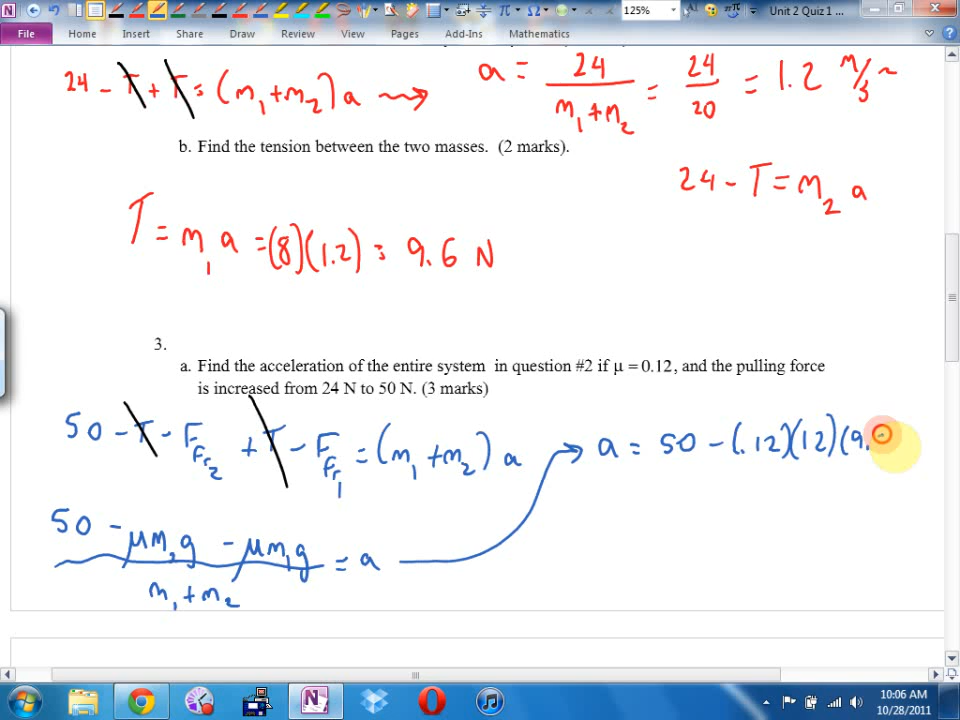 125%
Unit 2 Quiz 1 ...
File Home Insert Share Draw Review View Pages Add-Ins Mathematics
24 - T + T = (m₁+m₂) a ⇝
a = 24 / (m₁+m₂) = 24/20 = 1.2 m/s~
b. Find the tension between the two masses. (2 marks).
24 - T = m₂ a
T = m₁ a = (8)(1.2) = 9.6 N
3.
a. Find the acceleration of the entire system in question #2 if μ = 0.12, and the pulling force
is increased from 24 N to 50 N. (3 marks)
50 - T - F_Fr₂ + T - F_Fr₁ = (m₁+m₂) a
a = 50 - (.12)(12)(9.
50 - μm₂g - μm₁g / (m₁+m₂) = a
10:06 AM
10/28/2011